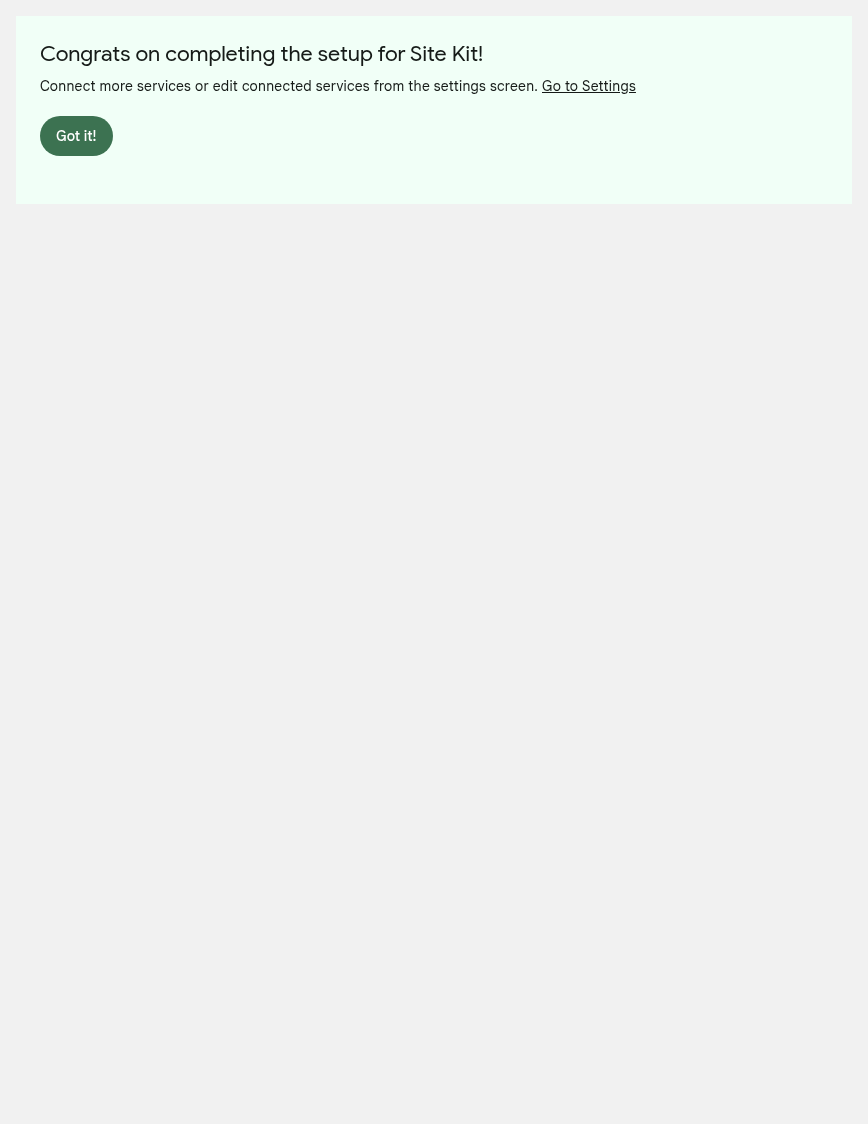 Congrats on completing the setup for Site Kit!
Connect more services or edit connected services from the settings screen. Go to Settings
Got it!